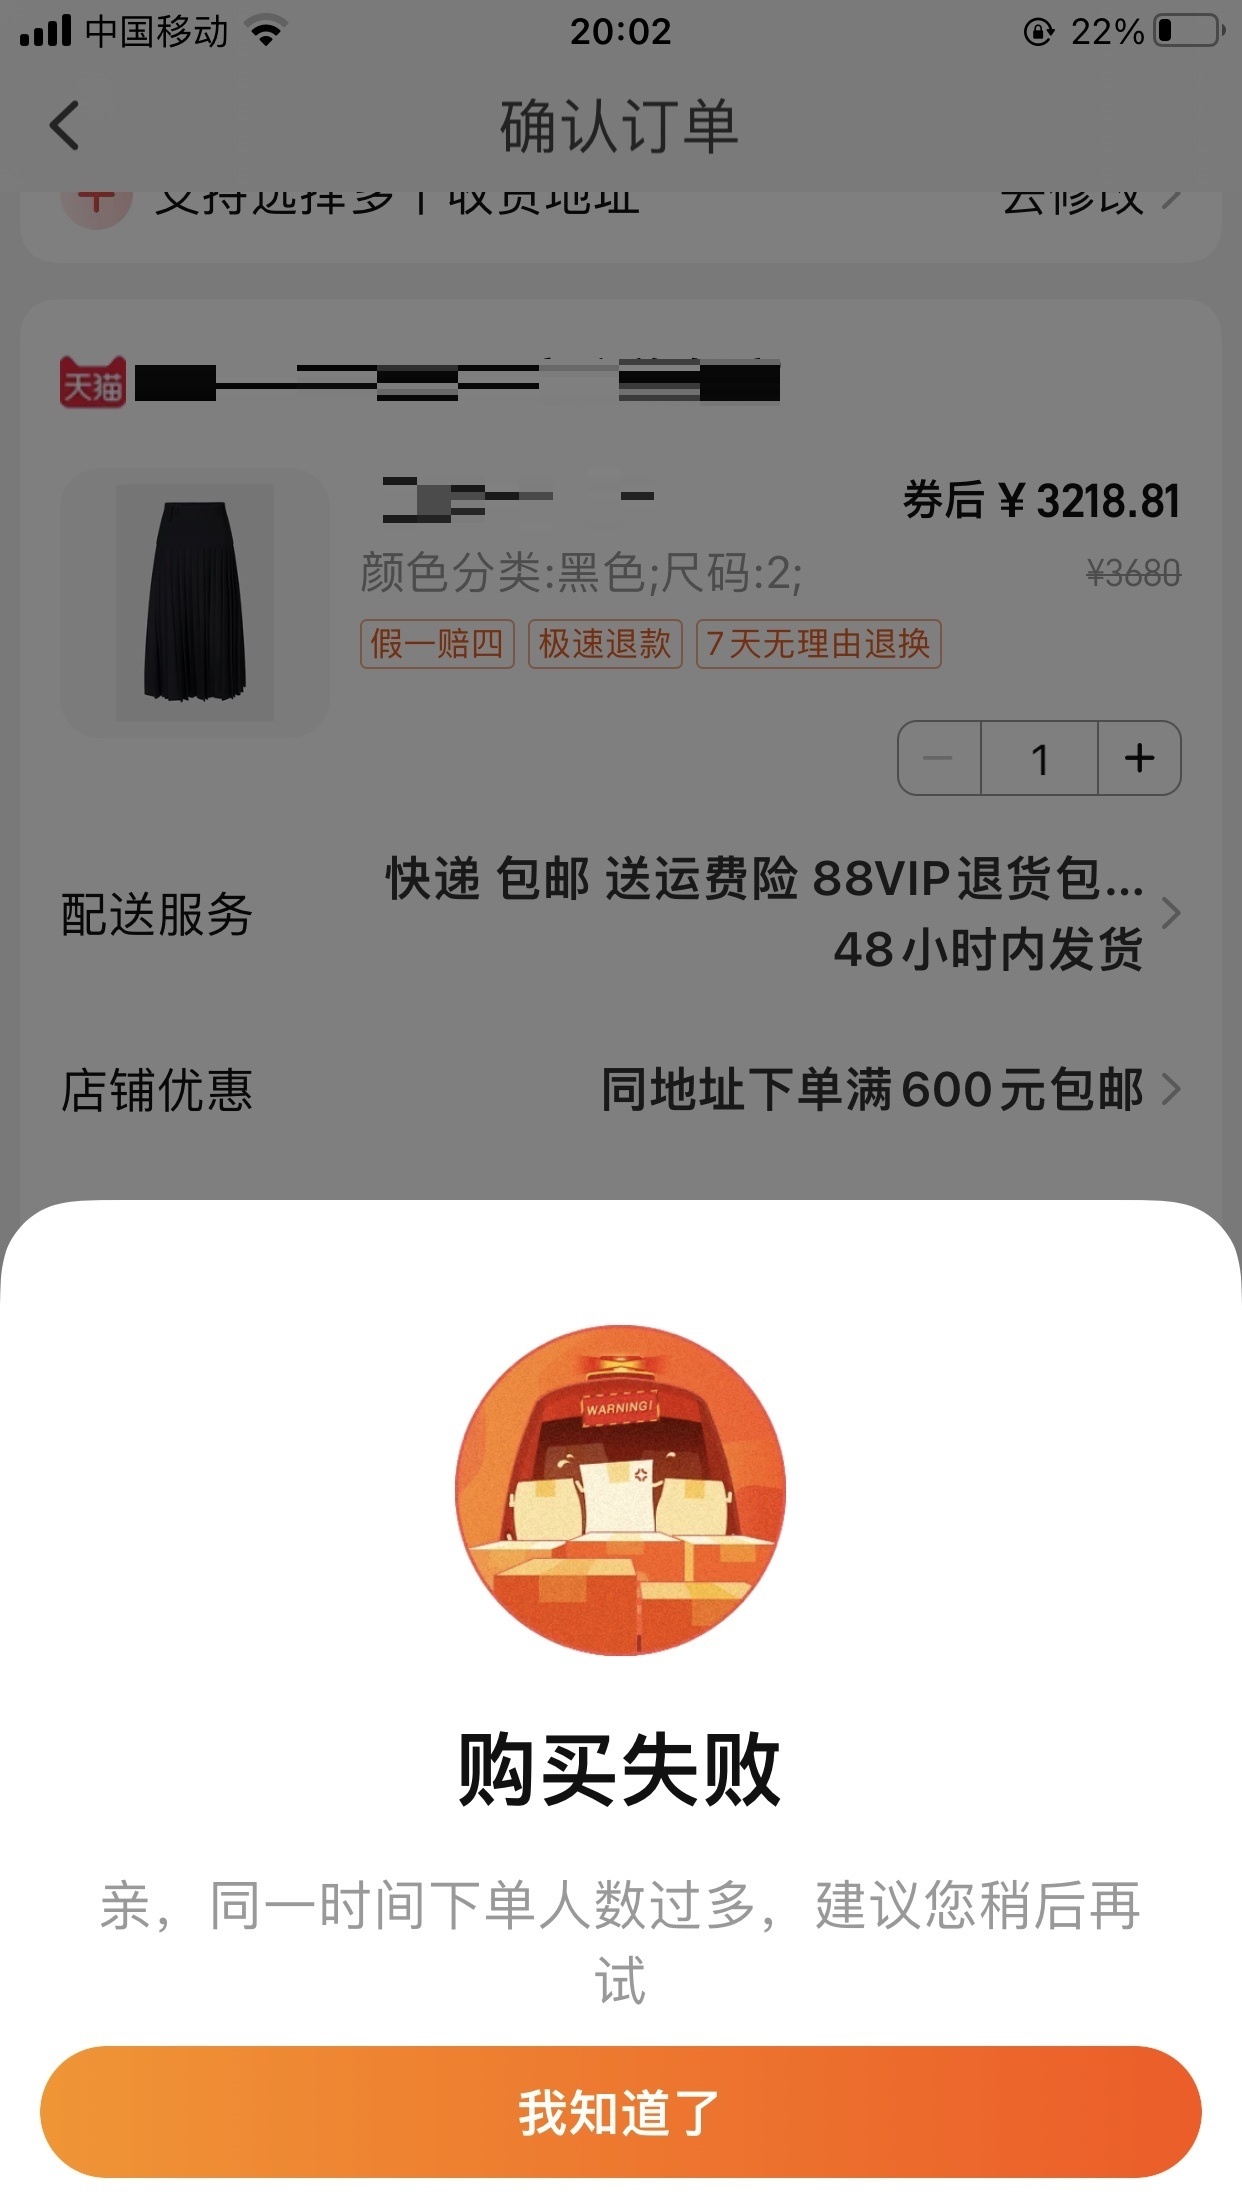 中国移动
20:02
22%
确认订单
支持选择多个收货地址
去修改
天猫
券后 ¥ 3218.81
颜色分类:黑色;尺码:2;
¥3680
假一赔四
极速退款
7天无理由退换
1
快递 包邮 送运费险 88VIP退货包...
配送服务
48小时内发货
店铺优惠
同地址下单满600元包邮
WARNING!
购买失败
亲，同一时间下单人数过多，建议您稍后再
试
我知道了